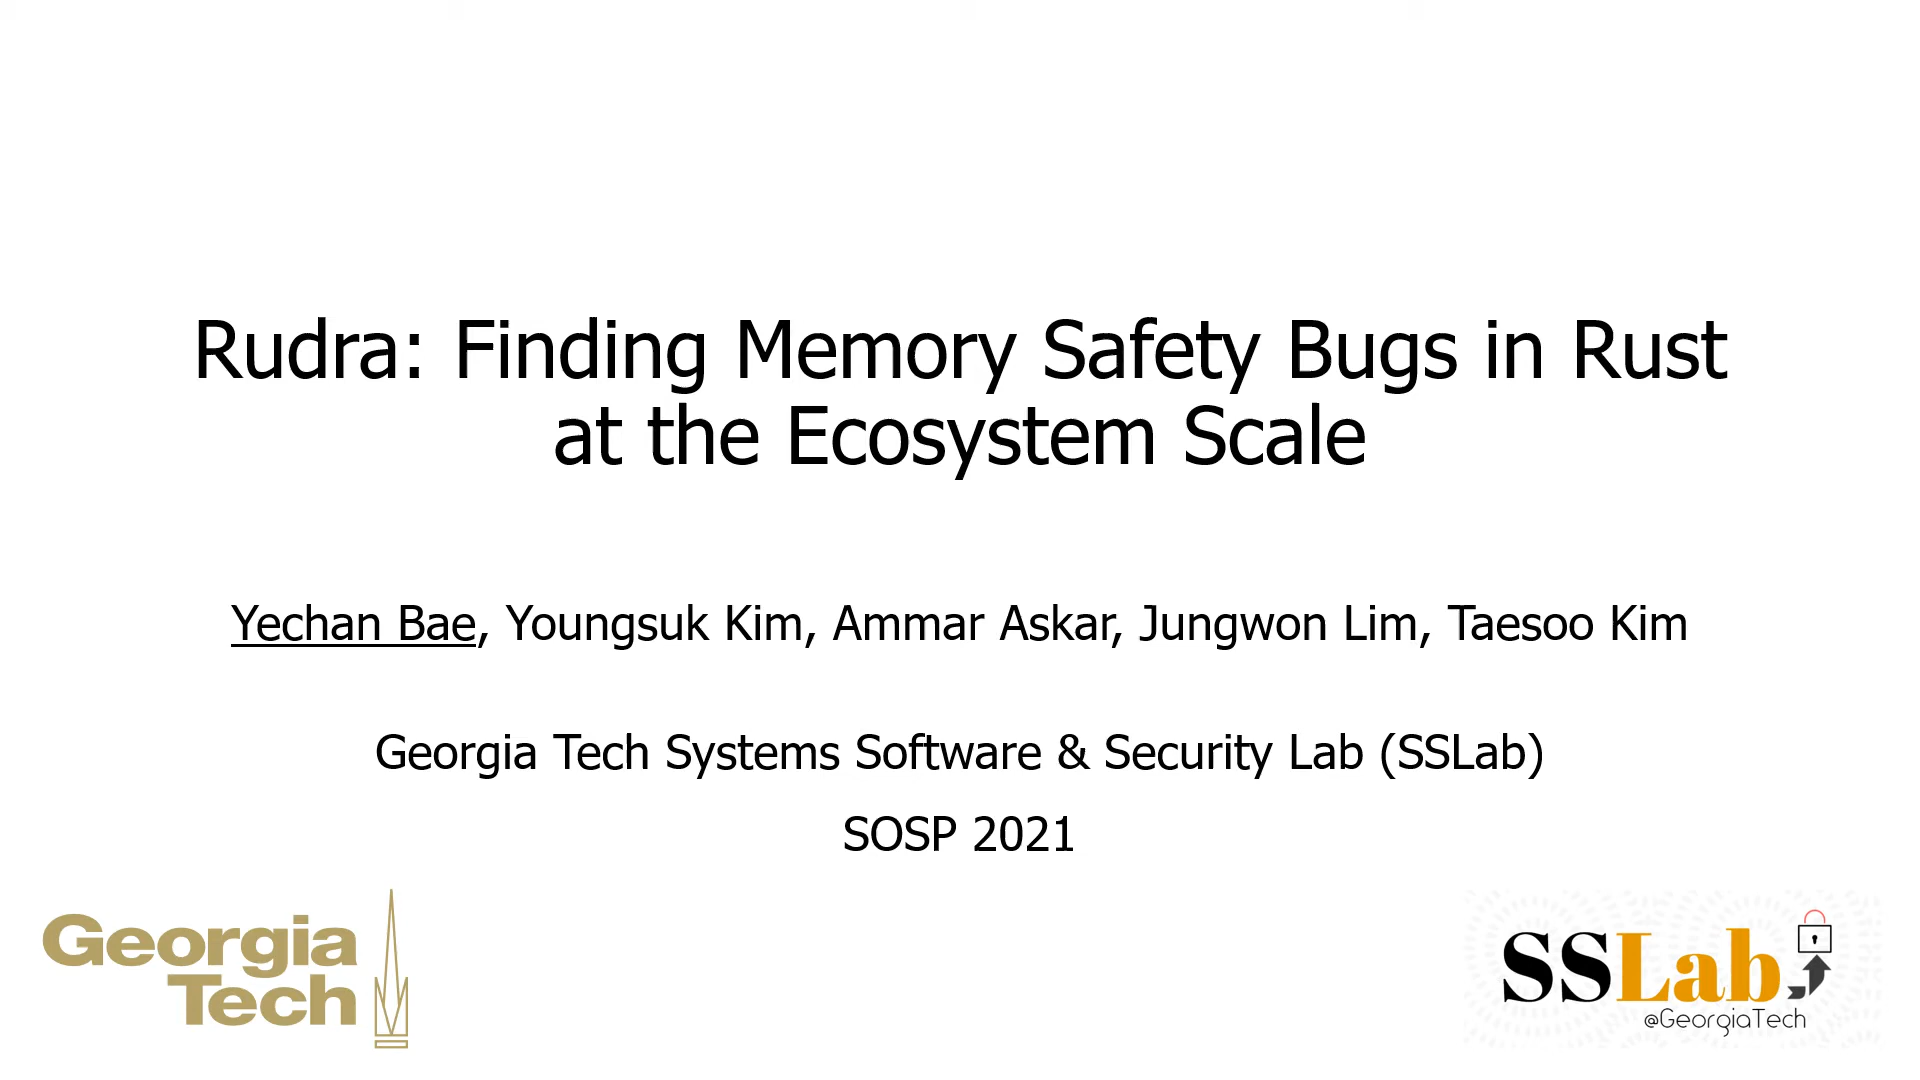 Rudra: Finding Memory Safety Bugs in Rust
at the Ecosystem Scale
Yechan Bae, Youngsuk Kim, Ammar Askar, Jungwon Lim, Taesoo Kim
Georgia Tech Systems Software & Security Lab (SSLab)
SOSP 2021
Georgia
Tech
SSLab
@GeorgiaTech